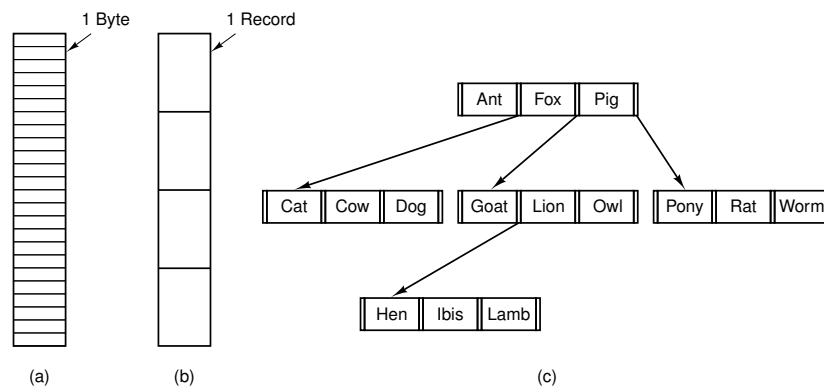 1 Byte
1 Record
Ant Fox Pig
Cat Cow Dog
Goat Lion Owl
Pony Rat Worm
Hen Ibis Lamb
(a)
(b)
(c)